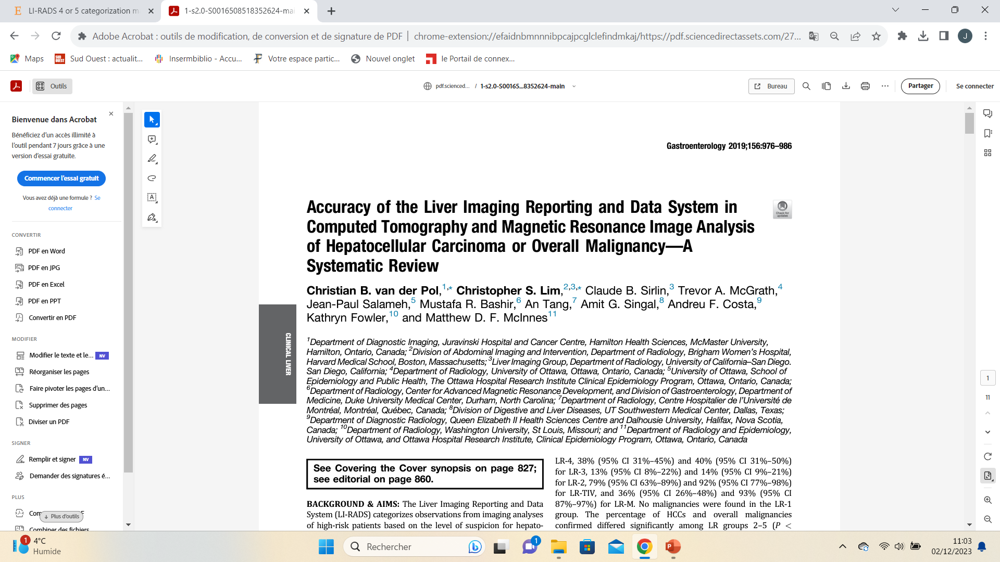 LI-RADS 4 or 5 categorization m
1-s2.0-S0016508518352624-mai
Adobe Acrobat : outils de modification, de conversion et de signature de PDF
chrome-extension://efaidnbmnnnibpcajpcglclefindmkaj/https://pdf.sciencedirectassets.com/27...
J
Maps
Sud Ouest : actualit...
Insermbiblio - Accu...
Votre espace partic...
Nouvel onglet
le Portail de connex...
Outils
pdf.scienced... / 1-s2.0-S00165...8352624-main
Bureau
Partager
Se connecter
Bienvenue dans Acrobat
Bénéficiez d'un accès illimité à
l'outil pendant 7 jours grâce à une
version d'essai gratuite.
Commencer l'essai gratuit
Vous avez déjà une formule ? Se
connecter
CONVERTIR
PDF en Word
PDF en JPG
PDF en Excel
PDF en PPT
Convertir en PDF
MODIFIER
Modifier le texte et le... NV
Réorganiser les pages
Faire pivoter les pages d'un...
Supprimer des pages
Diviser un PDF
SIGNER
Remplir et signer NV
Demander des signatures é...
PLUS
Plus d'outils
Combiner des fichiers
Gastroenterology 2019;156:976–986
Accuracy of the Liver Imaging Reporting and Data System in
Computed Tomography and Magnetic Resonance Image Analysis
of Hepatocellular Carcinoma or Overall Malignancy—A
Systematic Review
Check for
updates
Christian B. van der Pol,1,* Christopher S. Lim,2,3,* Claude B. Sirlin,3 Trevor A. McGrath,4
Jean-Paul Salameh,5 Mustafa R. Bashir,6 An Tang,7 Amit G. Singal,8 Andreu F. Costa,9
Kathryn Fowler,10 and Matthew D. F. McInnes11
CLINICAL LIVER
1Department of Diagnostic Imaging, Juravinski Hospital and Cancer Centre, Hamilton Health Sciences, McMaster University,
Hamilton, Ontario, Canada; 2Division of Abdominal Imaging and Intervention, Department of Radiology, Brigham Women's Hospital,
Harvard Medical School, Boston, Massachusetts; 3Liver Imaging Group, Department of Radiology, University of California–San Diego.
San Diego, California; 4Department of Radiology, University of Ottawa, Ottawa, Ontario, Canada; 5University of Ottawa, School of
Epidemiology and Public Health, The Ottawa Hospital Research Institute Clinical Epidemiology Program, Ottawa, Ontario, Canada;
6Department of Radiology, Center for Advanced Magnetic Resonance Development, and Division of Gastroenterology, Department of
Medicine, Duke University Medical Center, Durham, North Carolina; 7Department of Radiology, Centre Hospitalier de l'Université de
Montréal, Montréal, Québec, Canada; 8Division of Digestive and Liver Diseases, UT Southwestern Medical Center, Dallas, Texas;
9Department of Diagnostic Radiology, Queen Elizabeth II Health Sciences Centre and Dalhousie University, Halifax, Nova Scotia,
Canada; 10Department of Radiology, Washington University, St Louis, Missouri; and 11Department of Radiology and Epidemiology,
University of Ottawa, and Ottawa Hospital Research Institute, Clinical Epidemiology Program, Ottawa, Ontario, Canada
See Covering the Cover synopsis on page 827;
see editorial on page 860.
BACKGROUND & AIMS: The Liver Imaging Reporting and Data
System (LI-RADS) categorizes observations from imaging analyses
of high-risk patients based on the level of suspicion for hepato-
LR-4, 38% (95% CI 31%–45%) and 40% (95% CI 31%–50%)
for LR-3, 13% (95% CI 8%–22%) and 14% (95% CI 9%–21%)
for LR-2, 79% (95% CI 63%–89%) and 92% (95% CI 77%–98%)
for LR-TIV, and 36% (95% CI 26%–48%) and 93% (95% CI
87%–97%) for LR-M. No malignancies were found in the LR-1
group. The percentage of HCCs and overall malignancies
confirmed differed significantly among LR groups 2–5 (P <
1
11
1
4°C
Humide
Rechercher
1
11:03
02/12/2023